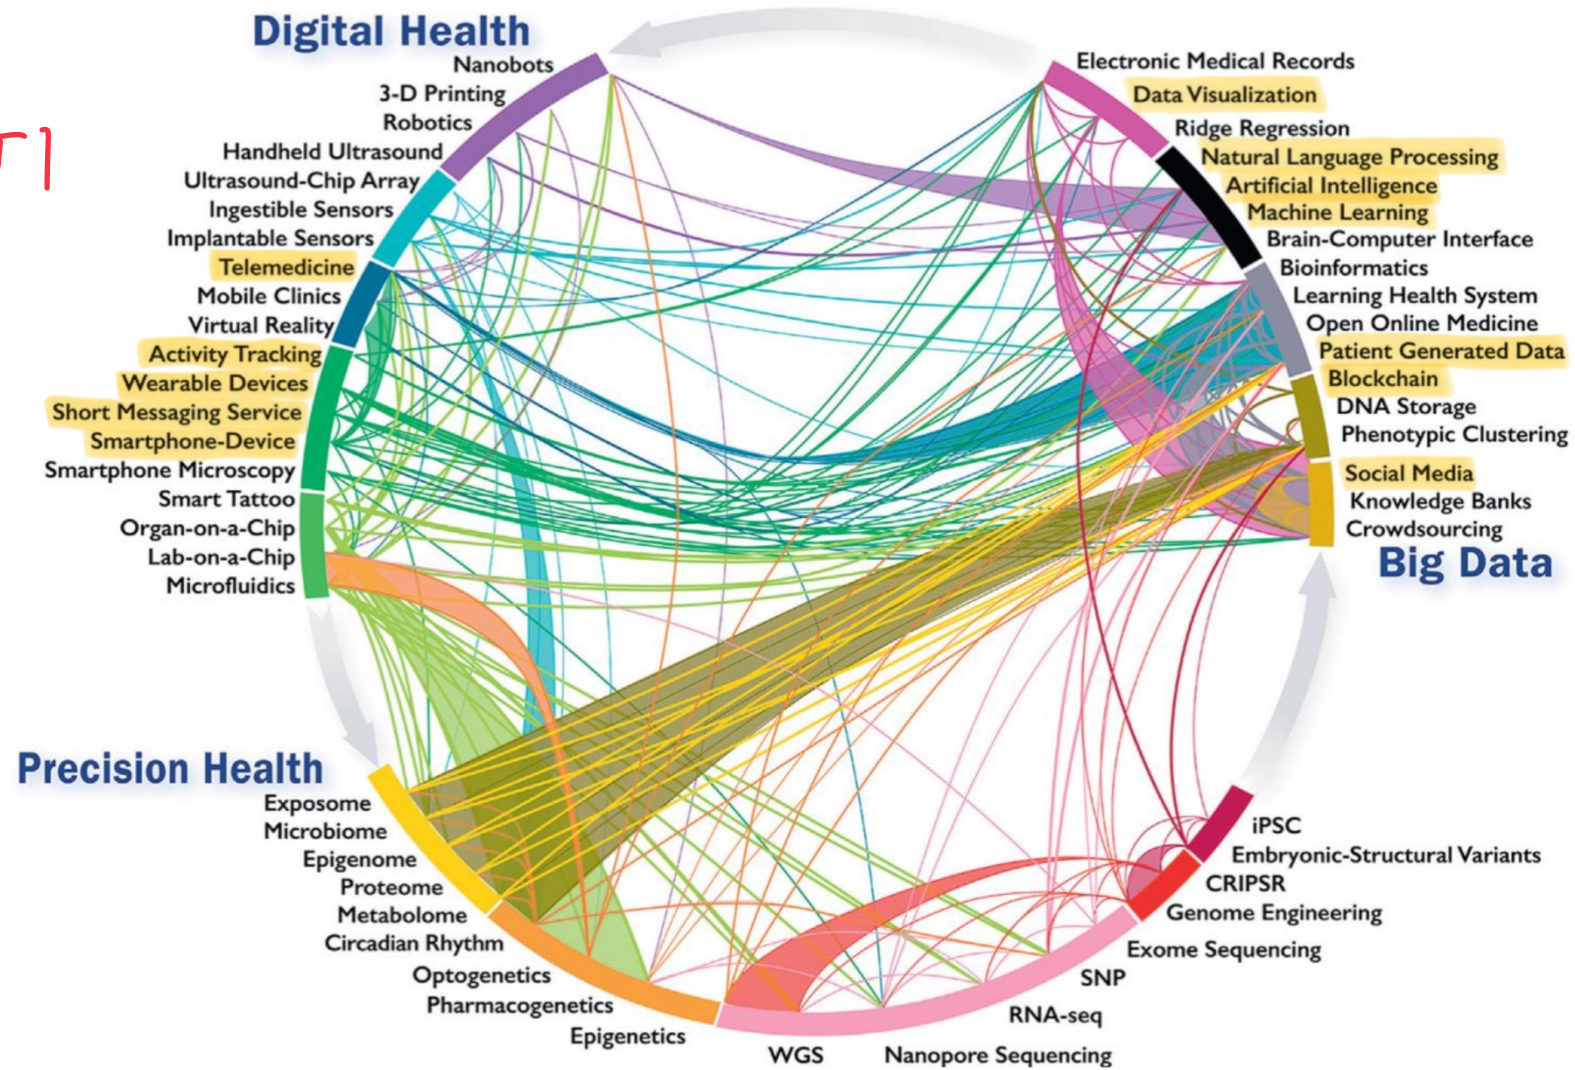 Digital Health
Nanobots
3-D Printing
Robotics
Handheld Ultrasound
Ultrasound-Chip Array
Ingestible Sensors
Implantable Sensors
Telemedicine
Mobile Clinics
Virtual Reality
Activity Tracking
Wearable Devices
Short Messaging Service
Smartphone-Device
Smartphone Microscopy
Smart Tattoo
Organ-on-a-Chip
Lab-on-a-Chip
Microfluidics
Electronic Medical Records
Data Visualization
Ridge Regression
Natural Language Processing
Artificial Intelligence
Machine Learning
Brain-Computer Interface
Bioinformatics
Learning Health System
Open Online Medicine
Patient Generated Data
Blockchain
DNA Storage
Phenotypic Clustering
Social Media
Knowledge Banks
Crowdsourcing
Big Data
Precision Health
Exposome
Microbiome
Epigenome
Proteome
Metabolome
Circadian Rhythm
Optogenetics
Pharmacogenetics
Epigenetics
WGS
Nanopore Sequencing
RNA-seq
SNP
Exome Sequencing
Genome Engineering
CRIPSR
Embryonic-Structural Variants
iPSC